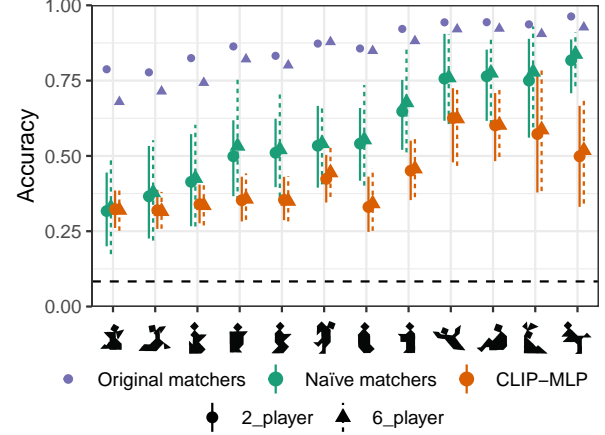 1.00
0.75
0.50
0.25
0.00
Accuracy
Original matchers Naïve matchers CLIP−MLP
2_player 6_player